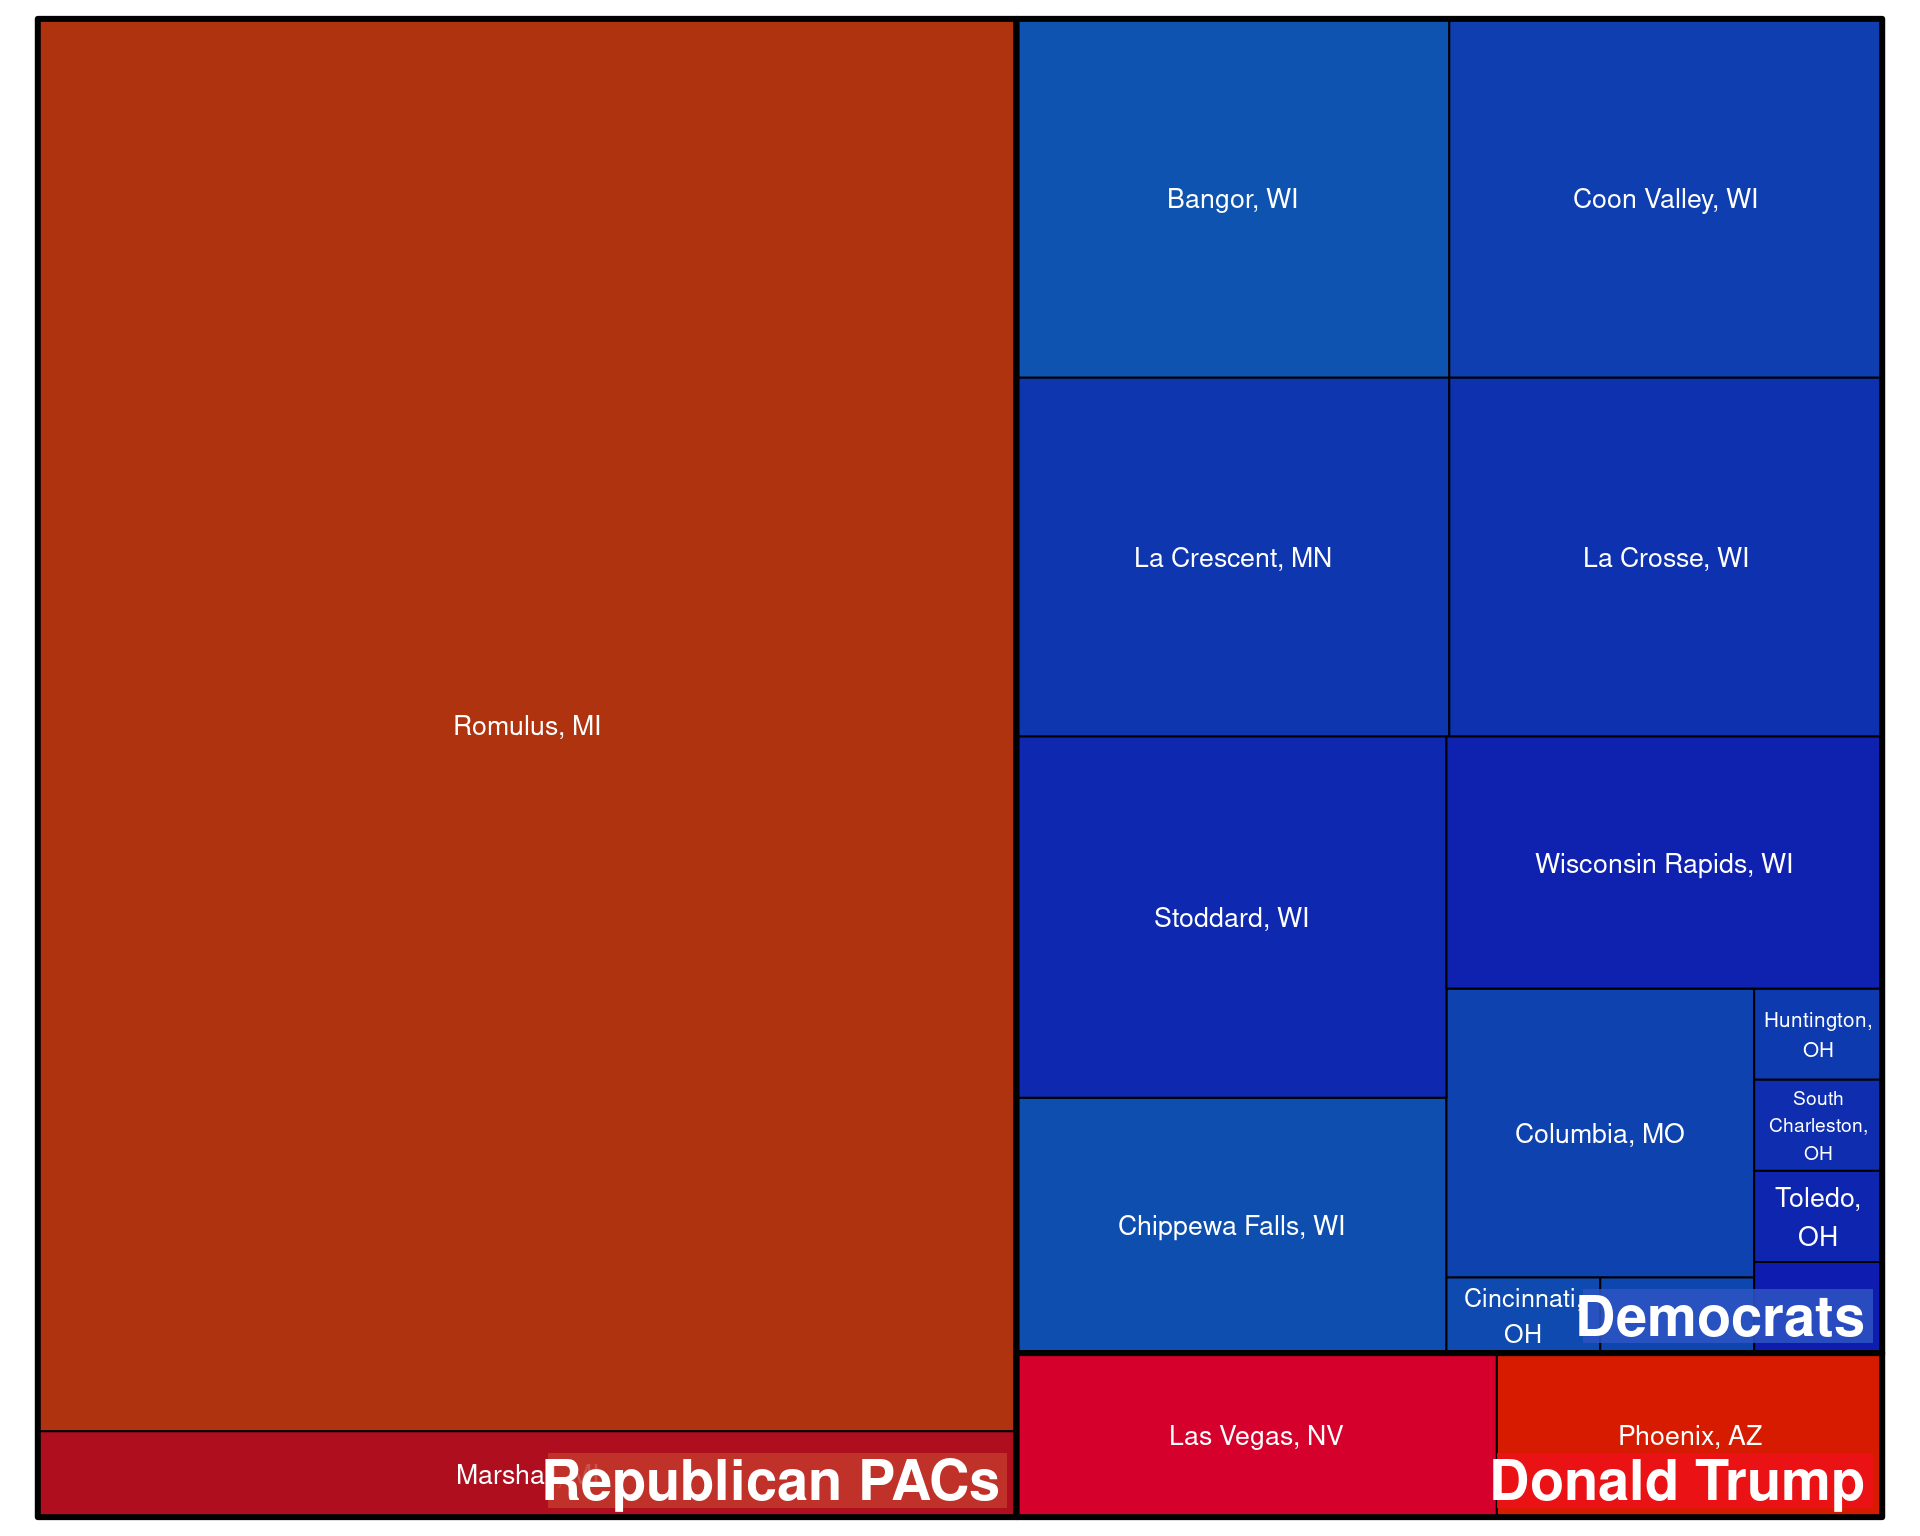 Bangor, WI
Coon Valley, WI
La Crescent, MN
La Crosse, WI
Romulus, MI
Wisconsin Rapids, WI
Stoddard, WI
Huntington,
OH
South
Charleston,
OH
Columbia, MO
Toledo,
OH
Chippewa Falls, WI
Cincinnati,
OH
Democrats
Las Vegas, NV
Phoenix, AZ
Republican PACs
Donald Trump